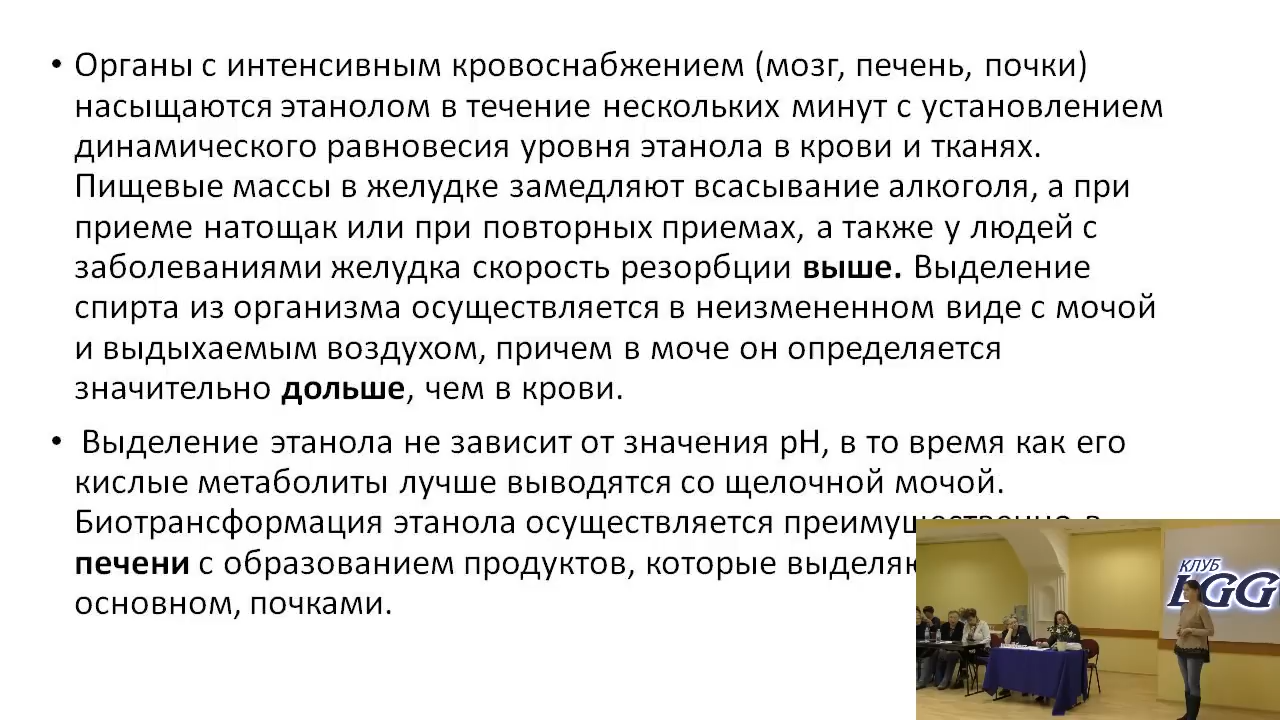 • Органы с интенсивным кровоснабжением (мозг, печень, почки)
насыщаются этанолом в течение нескольких минут с установлением
динамического равновесия уровня этанола в крови и тканях.
Пищевые массы в желудке замедляют всасывание алкоголя, а при
приеме натощак или при повторных приемах, а также у людей с
заболеваниями желудка скорость резорбции выше. Выделение
спирта из организма осуществляется в неизмененном виде с мочой
и выдыхаемым воздухом, причем в моче он определяется
значительно дольше, чем в крови.
• Выделение этанола не зависит от значения pH, в то время как его
кислые метаболиты лучше выводятся со щелочной мочой.
Биотрансформация этанола осуществляется
печени с образованием продуктов, которые
основном, почками.
КЛУБ